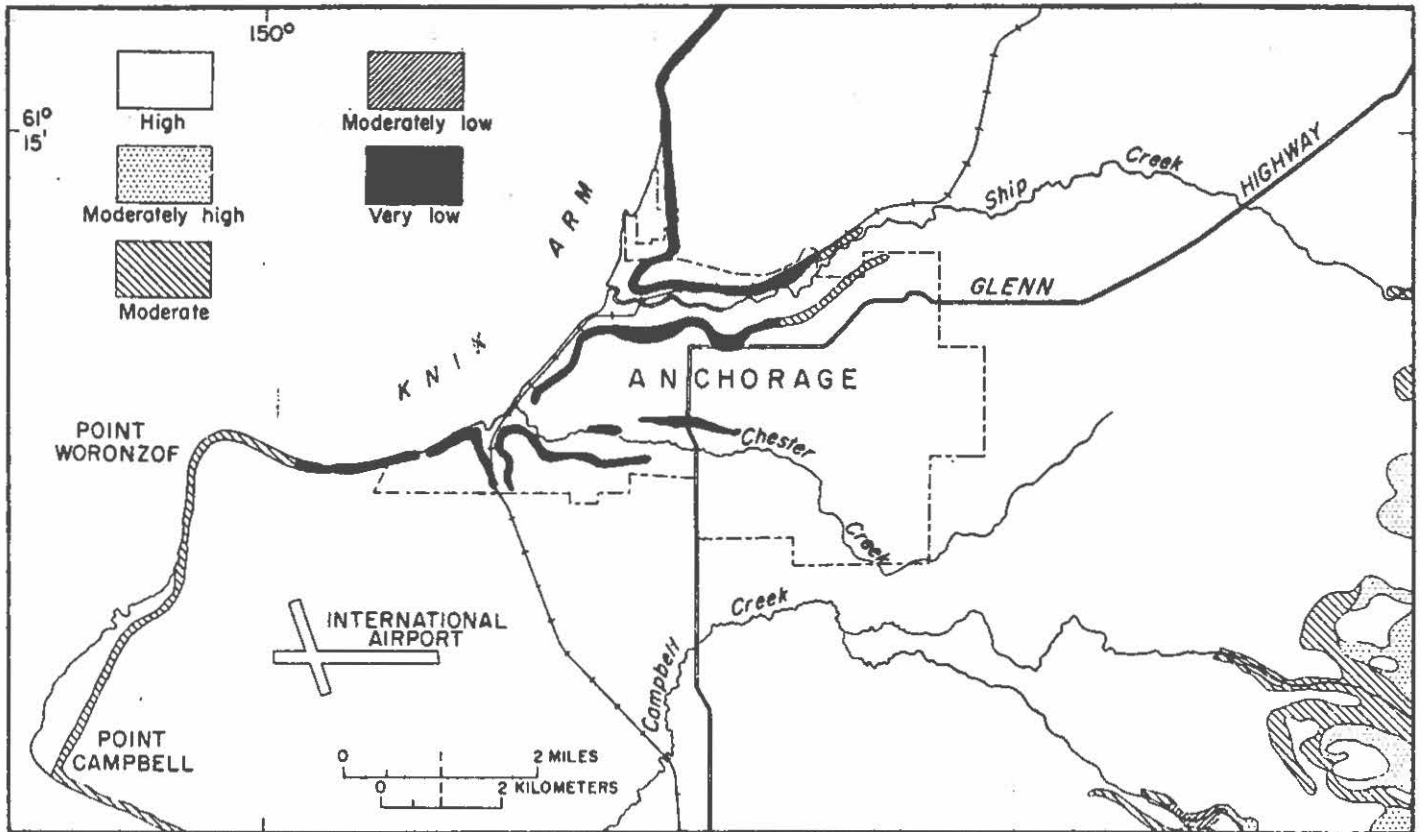 150°
61°
15'
High
Moderately low
Moderately high
Very low
Moderate
KNIK ARM
Ship Creek
GLENN HIGHWAY
ANCHORAGE
POINT
WORONZOF
Chester Creek
Campbell Creek
INTERNATIONAL
AIRPORT
POINT
CAMPBELL
0 1 2 MILES
0 2 KILOMETERS